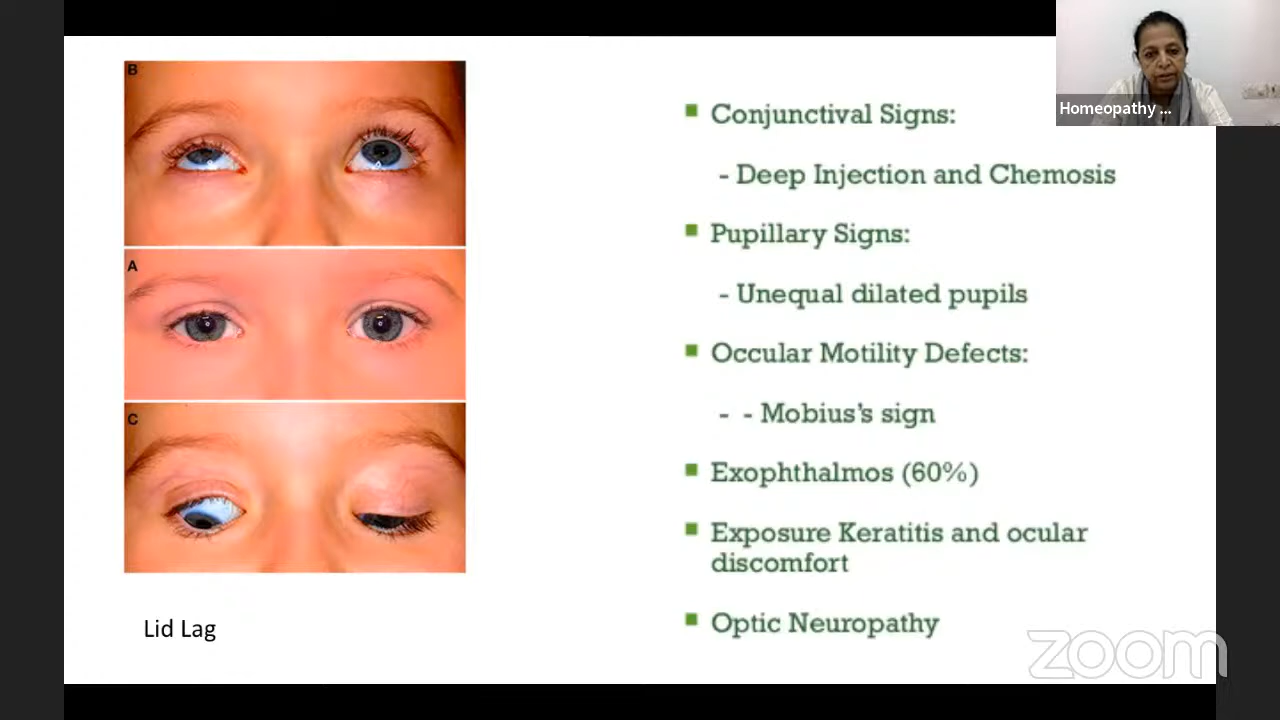 B
A
C
Lid Lag
Homeopathy ...
■ Conjunctival Signs:
- Deep Injection and Chemosis
■ Pupillary Signs:
- Unequal dilated pupils
■ Occular Motility Defects:
- - Mobius's sign
■ Exophthalmos (60%)
■ Exposure Keratitis and ocular
discomfort
■ Optic Neuropathy
zoom